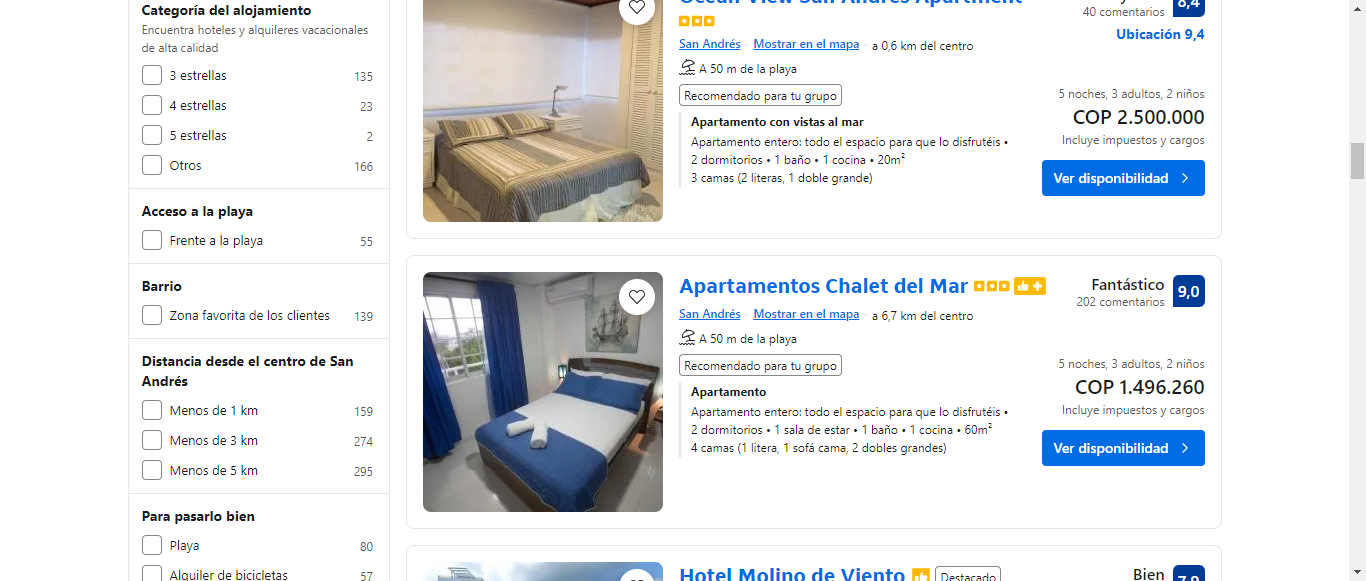 Categoría del alojamiento
Encuentra hoteles y alquileres vacacionales
de alta calidad
3 estrellas 135
4 estrellas 23
5 estrellas 2
Otros 166
Acceso a la playa
Frente a la playa 55
Barrio
Zona favorita de los clientes 139
Distancia desde el centro de San
Andrés
Menos de 1 km 159
Menos de 3 km 274
Menos de 5 km 295
Para pasarlo bien
Playa 80
Alquiler de bicicletas 57
Ocean View San Andrés Apartment
8,4
40 comentarios
Ubicación 9,4
San Andrés · Mostrar en el mapa · a 0,6 km del centro
A 50 m de la playa
Recomendado para tu grupo
Apartamento con vistas al mar
Apartamento entero: todo el espacio para que lo disfrutéis •
2 dormitorios • 1 baño • 1 cocina • 20m²
3 camas (2 literas, 1 doble grande)
5 noches, 3 adultos, 2 niños
COP 2.500.000
Incluye impuestos y cargos
Ver disponibilidad
Apartamentos Chalet del Mar
Fantástico 9,0
202 comentarios
San Andrés · Mostrar en el mapa · a 6,7 km del centro
A 50 m de la playa
Recomendado para tu grupo
Apartamento
Apartamento entero: todo el espacio para que lo disfrutéis •
2 dormitorios • 1 sala de estar • 1 baño • 1 cocina • 60m²
4 camas (1 litera, 1 sofá cama, 2 dobles grandes)
5 noches, 3 adultos, 2 niños
COP 1.496.260
Incluye impuestos y cargos
Ver disponibilidad
Hotel Molino de Viento Destacado
Bien 7,9